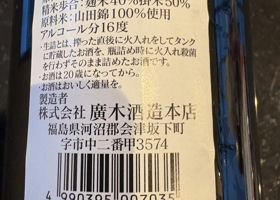 精米歩合：麹米40%掛米50%
原料米：山田錦100%使用
アルコール分16度
・生詰とは、搾った直後に火入れをしてタンク
に貯蔵したお酒を、瓶詰め時に火入れ殺菌
を行わずそのまま詰めたお酒です。
・お酒は20歳になってから。
・お酒はおいしく適量を。
製造者
株式会社 廣木酒造本店
福島県河沼郡会津坂下町
字市中二番甲3574
4990395007035